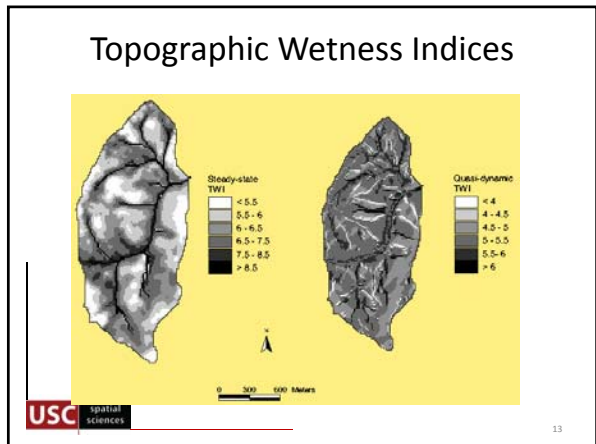 Topographic Wetness Indices
Steady-state
TWI
< 5.5
5.5 - 6
6 - 6.5
6.5 - 7.5
7.5 - 8.5
> 8.5
Quasi-dynamic
TWI
< 4
4 - 4.5
4.5 - 5
5 - 5.5
5.5 - 6
> 6
0 300 600 Meters
USC spatial
sciences
13